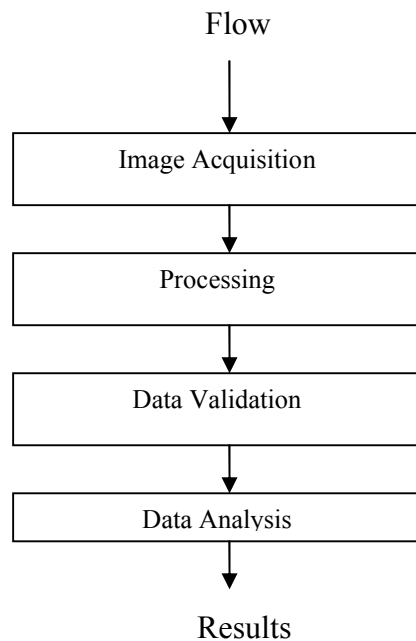 Flow
Image Acquisition
Processing
Data Validation
Data Analysis
Results